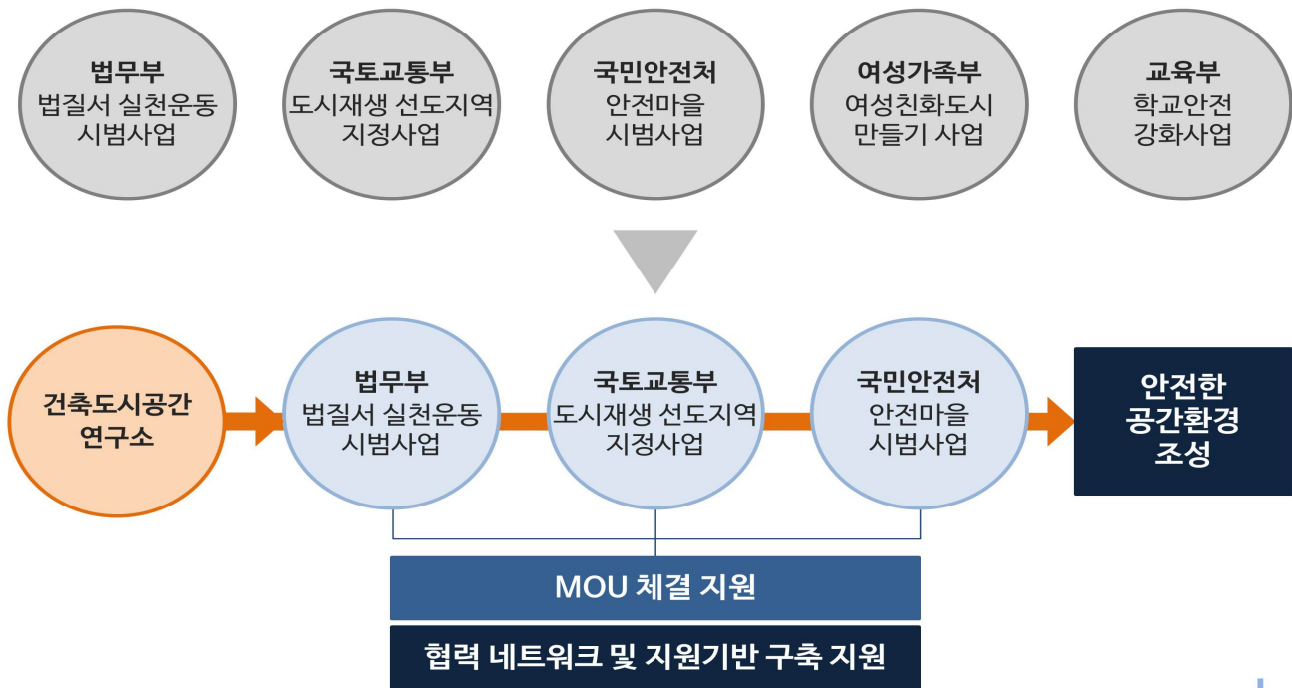 법무부
법질서 실천운동
시범사업
국토교통부
도시재생 선도지역
지정사업
국민안전처
안전마을
시범사업
여성가족부
여성친화도시
만들기 사업
교육부
학교안전
강화사업
건축도시공간
연구소
법무부
법질서 실천운동
시범사업
국토교통부
도시재생 선도지역
지정사업
국민안전처
안전마을
시범사업
안전한
공간환경
조성
MOU 체결 지원
협력 네트워크 및 지원기반 구축 지원